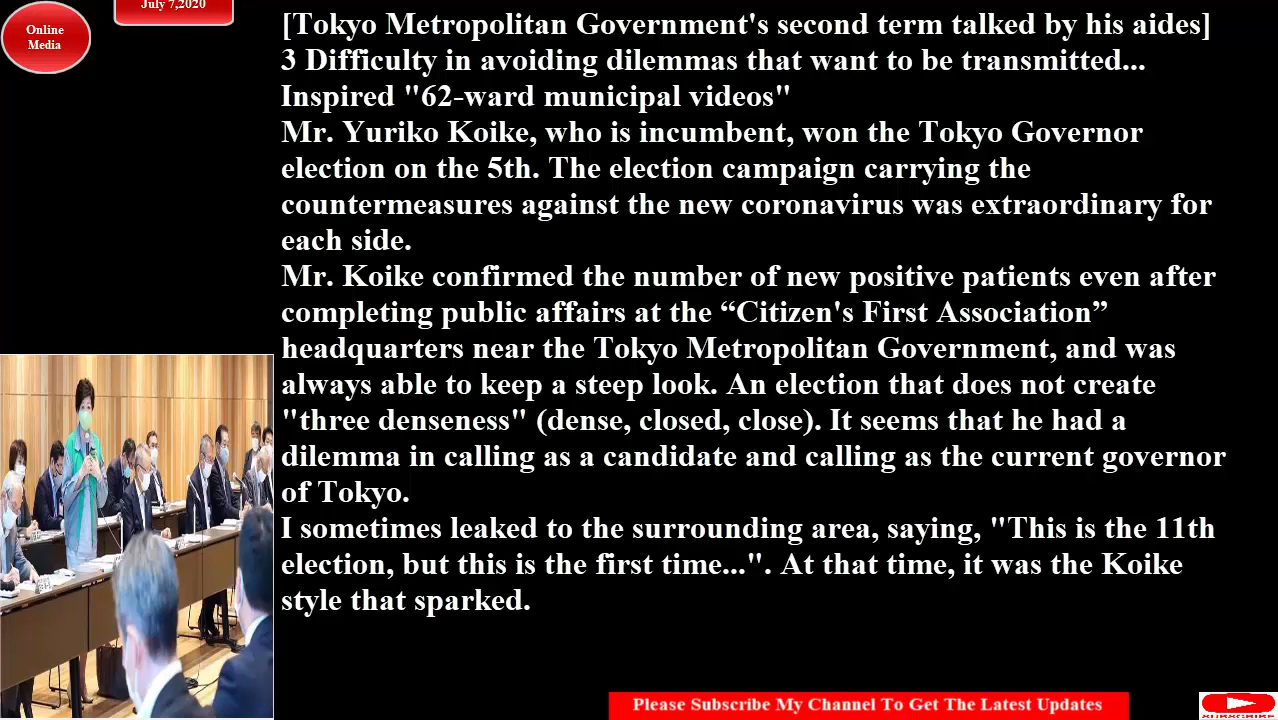 July 7,2020
Online
Media
[Tokyo Metropolitan Government's second term talked by his aides]
3 Difficulty in avoiding dilemmas that want to be transmitted...
Inspired "62-ward municipal videos"
Mr. Yuriko Koike, who is incumbent, won the Tokyo Governor
election on the 5th. The election campaign carrying the
countermeasures against the new coronavirus was extraordinary for
each side.
Mr. Koike confirmed the number of new positive patients even after
completing public affairs at the “Citizen's First Association”
headquarters near the Tokyo Metropolitan Government, and was
always able to keep a steep look. An election that does not create
"three denseness" (dense, closed, close). It seems that he had a
dilemma in calling as a candidate and calling as the current governor
of Tokyo.
I sometimes leaked to the surrounding area, saying, "This is the 11th
election, but this is the first time...". At that time, it was the Koike
style that sparked.
Please Subscribe My Channel To Get The Latest Updates
SUBSCRIBE